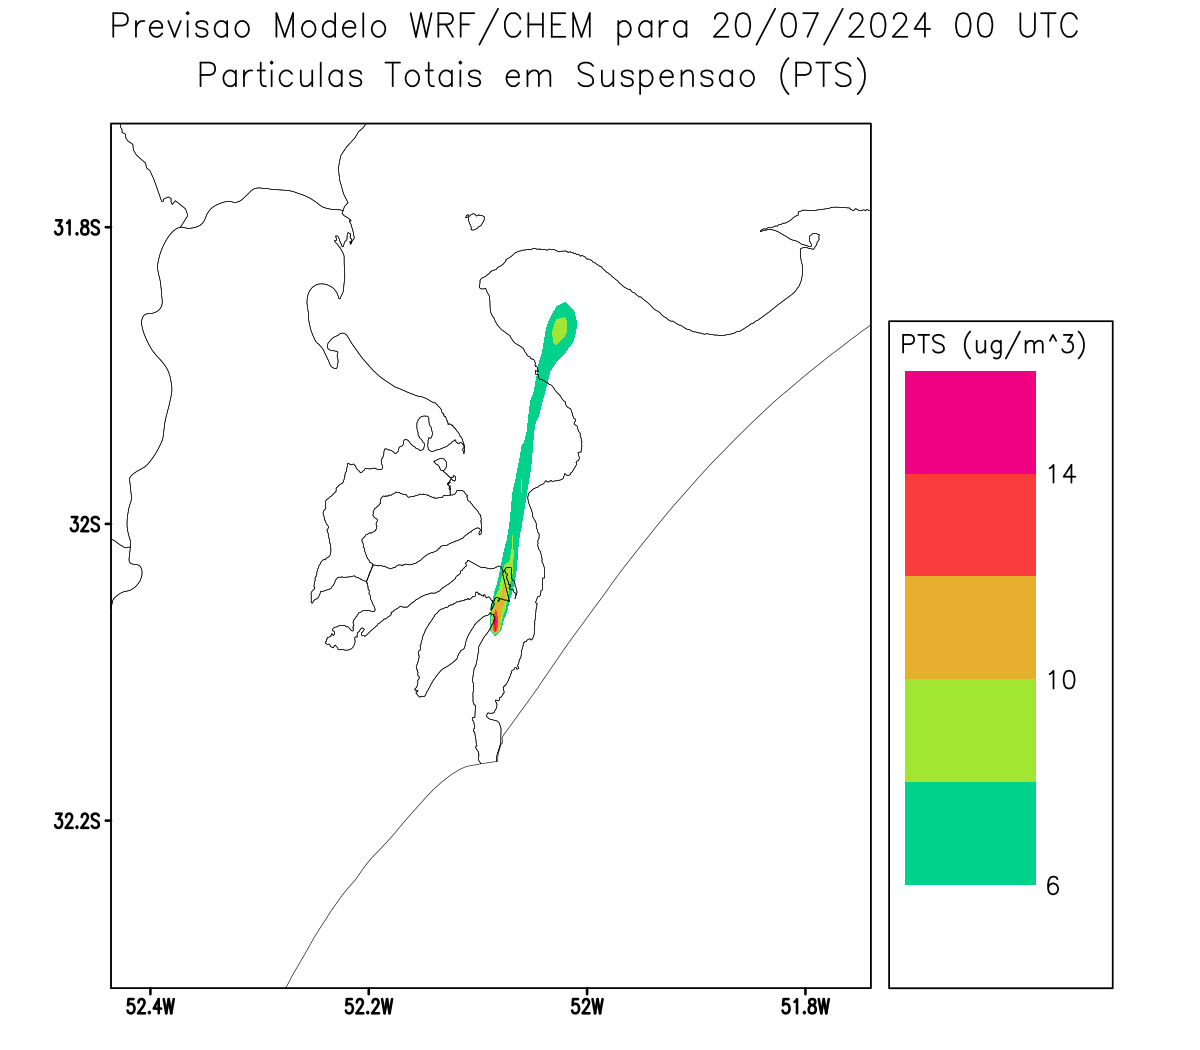 Previsao Modelo WRF/CHEM para 20/07/2024 00 UTC
Particulas Totais em Suspensao (PTS)
31.8S
32S
32.2S
52.4W
52.2W
52W
51.8W
PTS (ug/m^3)
14
10
6